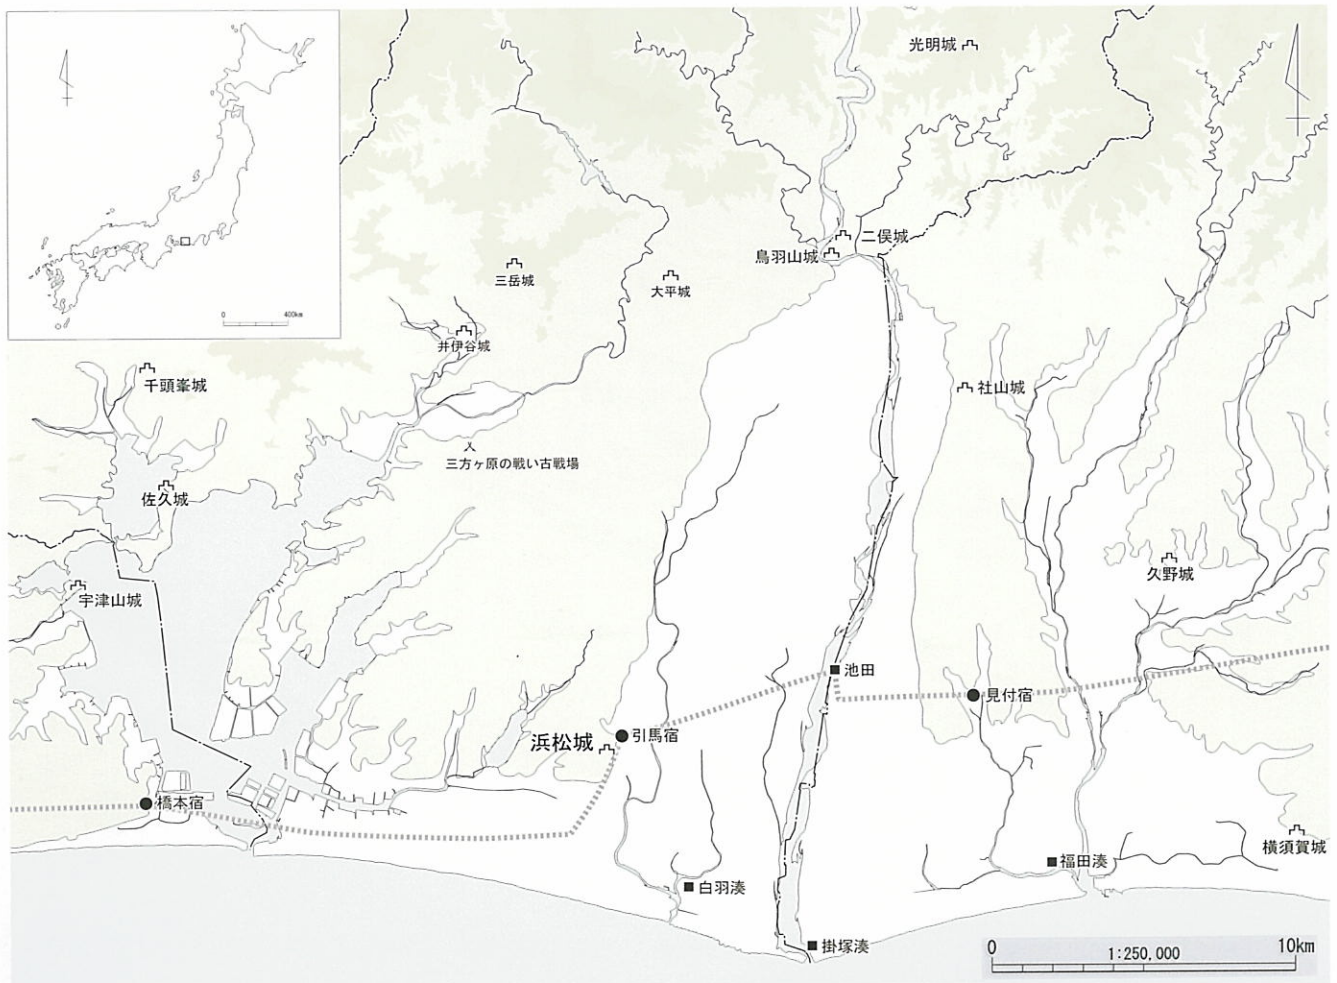 光明城
二俣城
鳥羽山城
三岳城
大平城
0 400km
井伊谷城
千頭峯城
社山城
三方ヶ原の戦い古戦場
佐久城
久野城
宇津山城
池田
見付宿
引馬宿
浜松城
橋本宿
横須賀城
福田湊
白羽湊
掛塚湊
0 1:250,000 10km